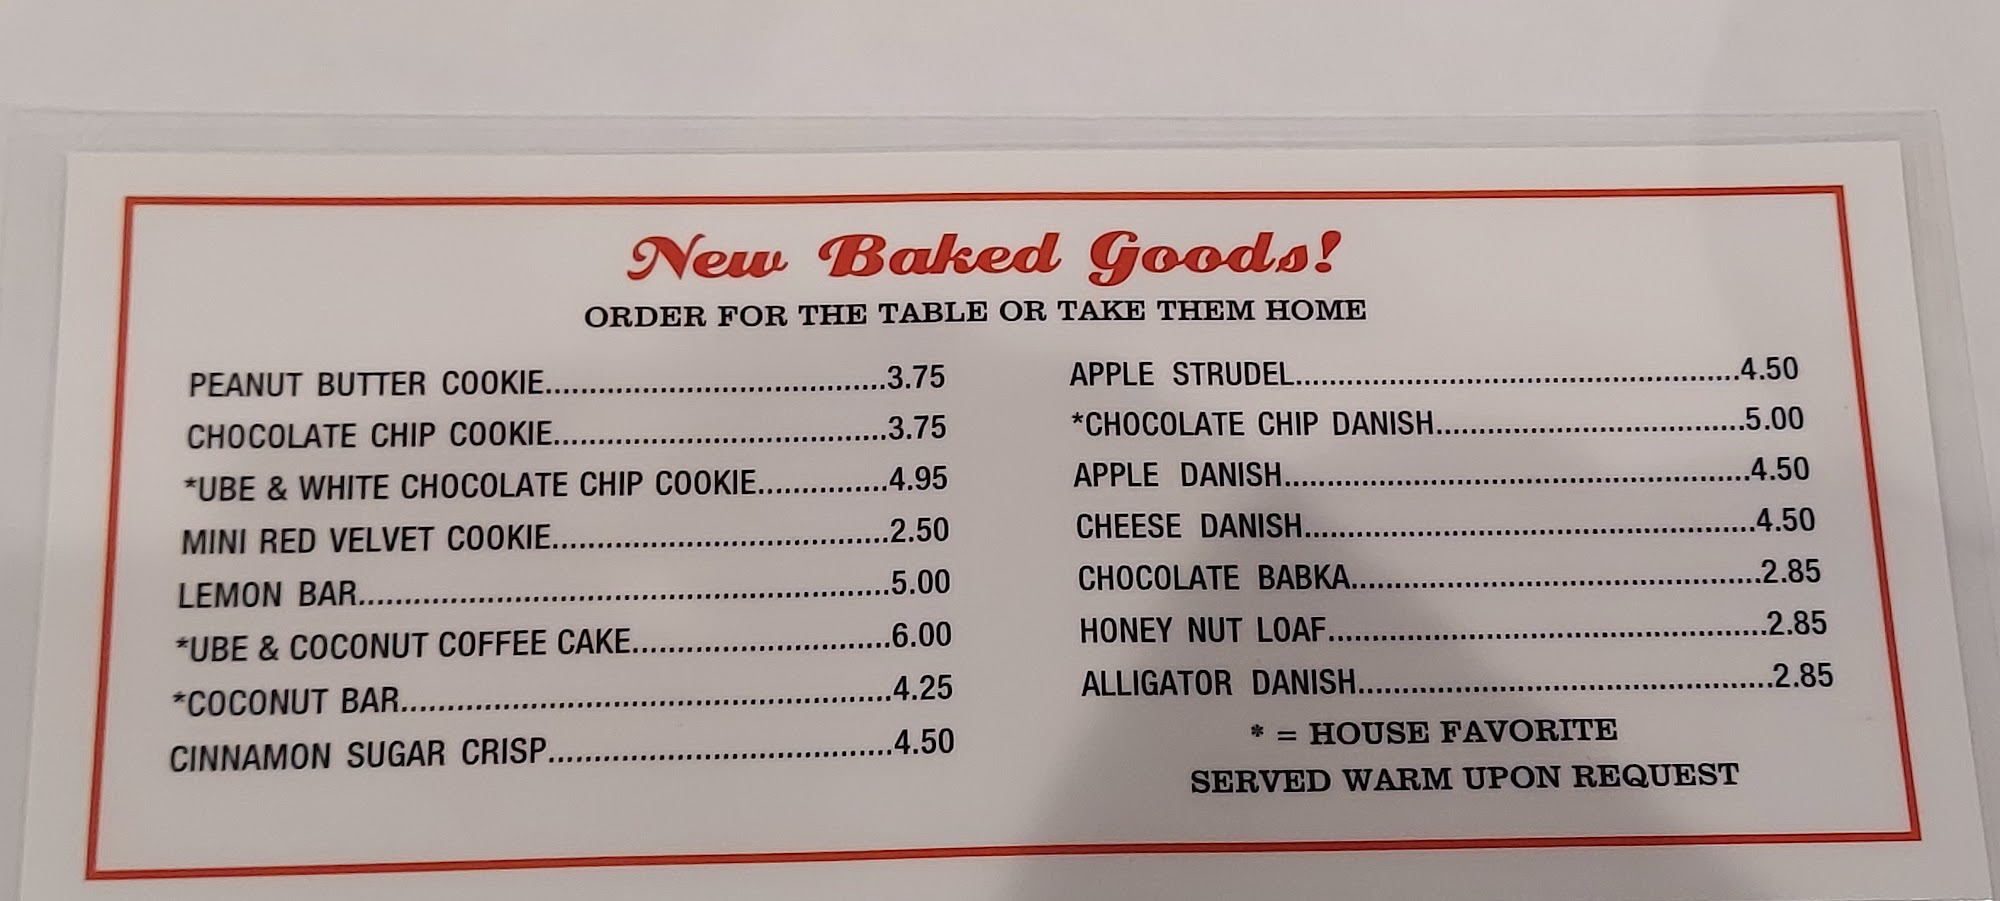 New Baked Goods!
ORDER FOR THE TABLE OR TAKE THEM HOME
PEANUT BUTTER COOKIE.......................................3.75
CHOCOLATE CHIP COOKIE......................................3.75
*UBE & WHITE CHOCOLATE CHIP COOKIE...............4.95
MINI RED VELVET COOKIE.......................................2.50
LEMON BAR.............................................................5.00
*UBE & COCONUT COFFEE CAKE.............................6.00
*COCONUT BAR........................................................4.25
CINNAMON SUGAR CRISP.......................................4.50
APPLE STRUDEL...................................................4.50
*CHOCOLATE CHIP DANISH...................................5.00
APPLE DANISH.....................................................4.50
CHEESE DANISH...................................................4.50
CHOCOLATE BABKA..............................................2.85
HONEY NUT LOAF.................................................2.85
ALLIGATOR DANISH...............................................2.85
* = HOUSE FAVORITE
SERVED WARM UPON REQUEST